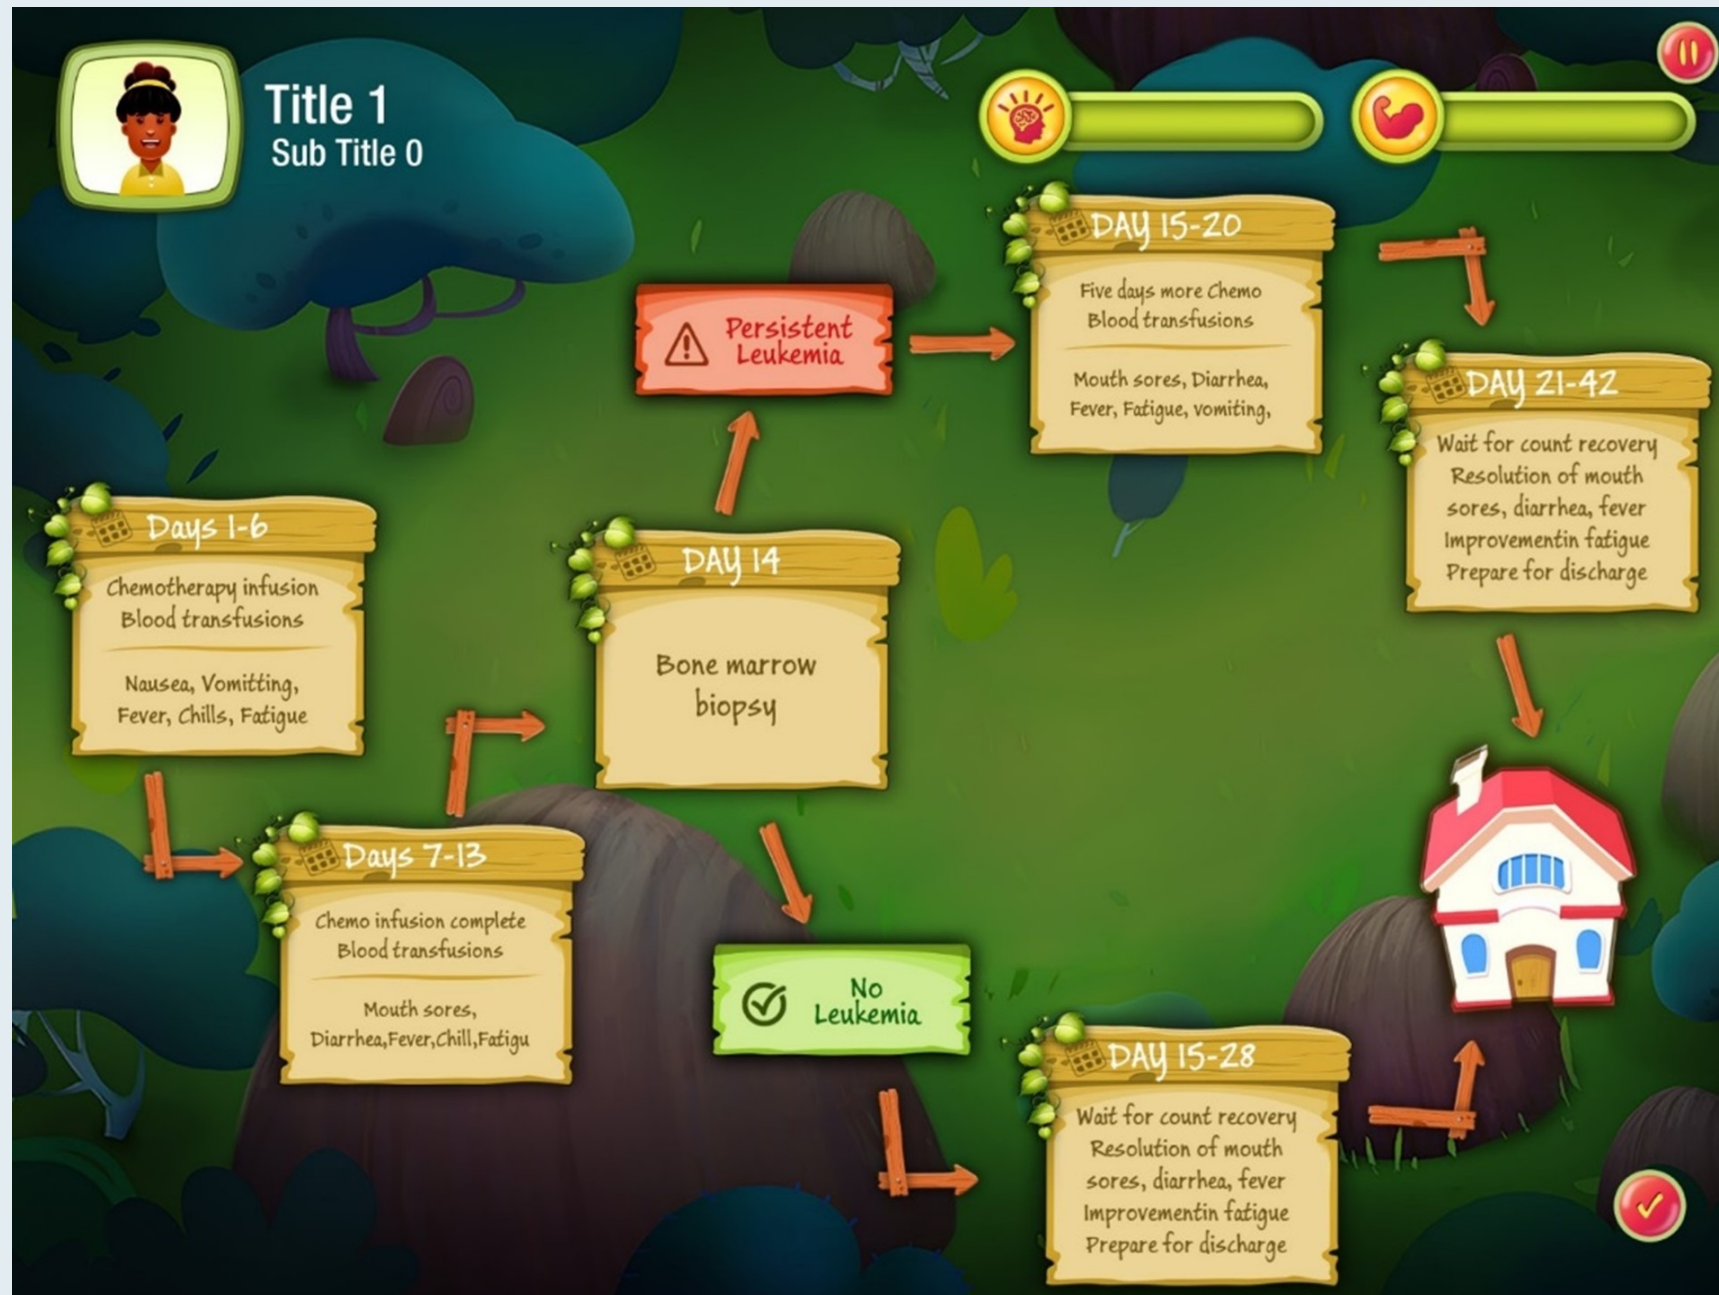 Title 1
Sub Title 0
Days 1-6
Chemotherapy infusion
Blood transfusions
Nausea, Vomitting,
Fever, Chills, Fatigue
Days 7-13
Chemo infusion complete
Blood transfusions
Mouth sores,
Diarrhea,Fever,Chill,Fatigu
DAY 14
Bone marrow
biopsy
Persistent
Leukemia
DAY 15-20
Five days more Chemo
Blood transfusions
Mouth sores, Diarrhea,
Fever, Fatigue, vomiting,
DAY 21-42
Wait for count recovery
Resolution of mouth
sores, diarrhea, fever
Improvementin fatigue
Prepare for discharge
No
Leukemia
DAY 15-28
Wait for count recovery
Resolution of mouth
sores, diarrhea, fever
Improvementin fatigue
Prepare for discharge